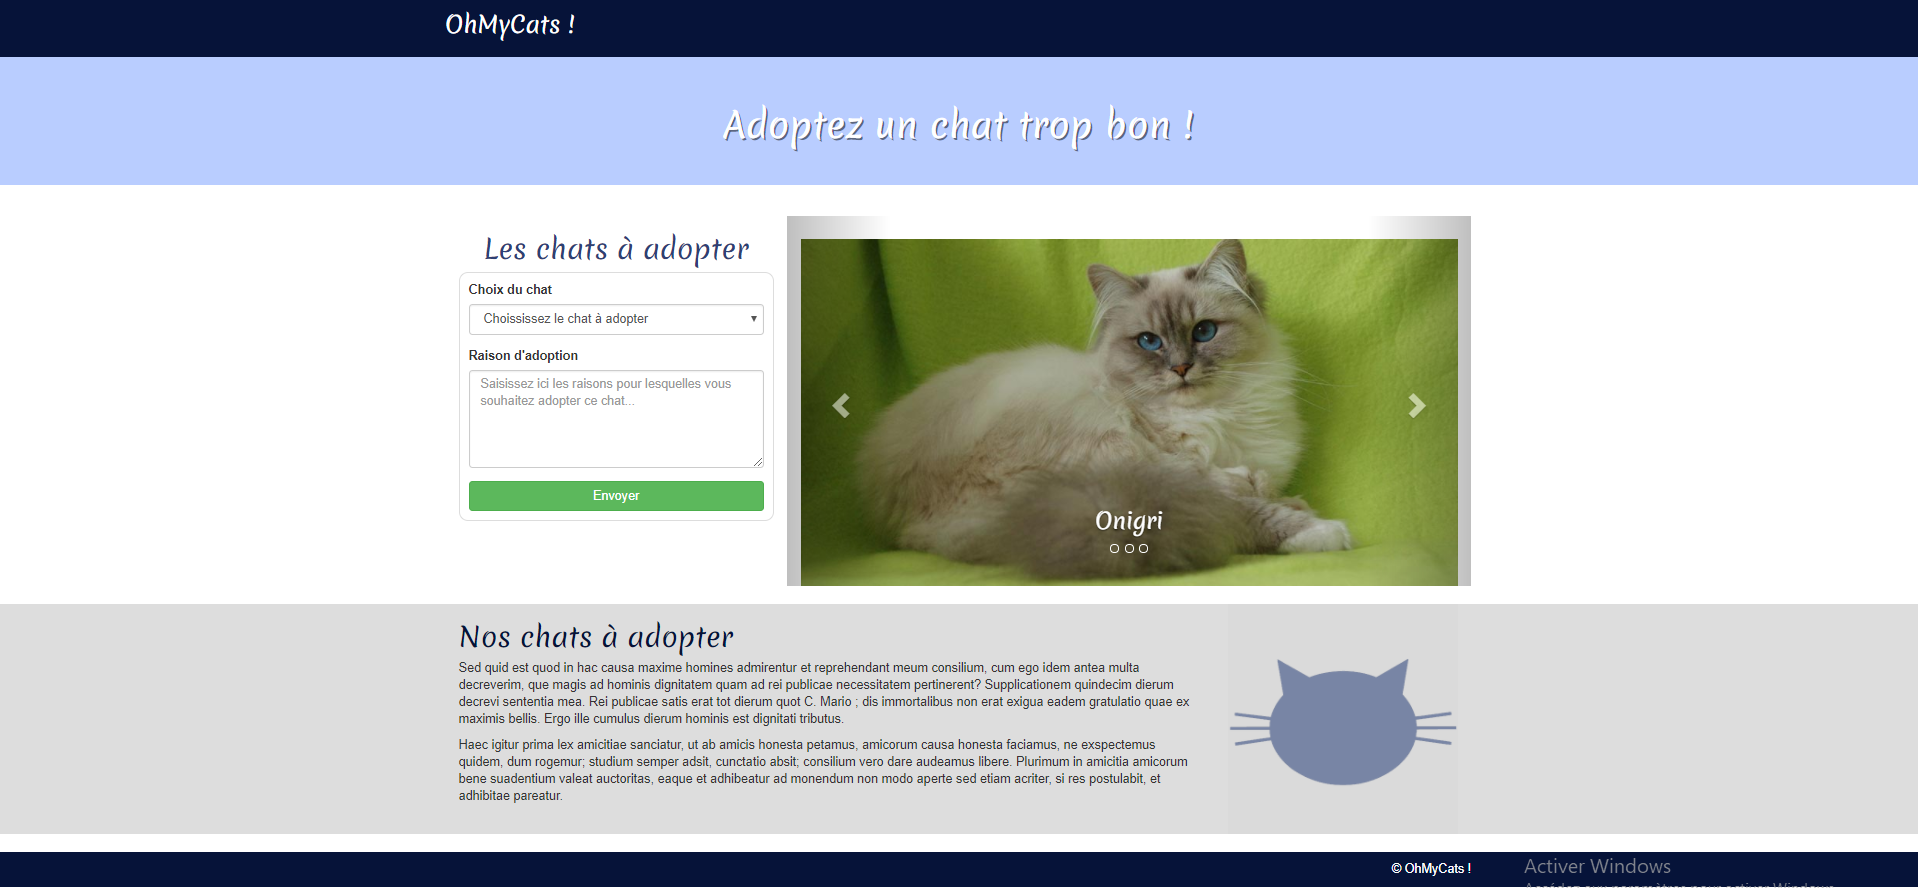 OhMyCats !
Adoptez un chat trop bon !
Les chats à adopter
Choix du chat
Choississez le chat à adopter
Raison d'adoption
Saisissez ici les raisons pour lesquelles vous
souhaitez adopter ce chat...
Envoyer
Onigri
Nos chats à adopter
Sed quid est quod in hac causa maxime homines admirentur et reprehendant meum consilium, cum ego idem antea multa
decreverim, que magis ad hominis dignitatem quam ad rei publicae necessitatem pertinerent? Supplicationem quindecim dierum
decrevi sententia mea. Rei publicae satis erat tot dierum quot C. Mario ; dis immortalibus non erat exigua eadem gratulatio quae ex
maximis bellis. Ergo ille cumulus dierum hominis est dignitati tributus.
Haec igitur prima lex amicitiae sanciatur, ut ab amicis honesta petamus, amicorum causa honesta faciamus, ne exspectemus
quidem, dum rogemur; studium semper adsit, cunctatio absit; consilium vero dare audeamus libere. Plurimum in amicitia amicorum
bene suadentium valeat auctoritas, eaque et adhibeatur ad monendum non modo aperte sed etiam acriter, si res postulabit, et
adhibitae pareatur.
© OhMyCats !
Activer Windows